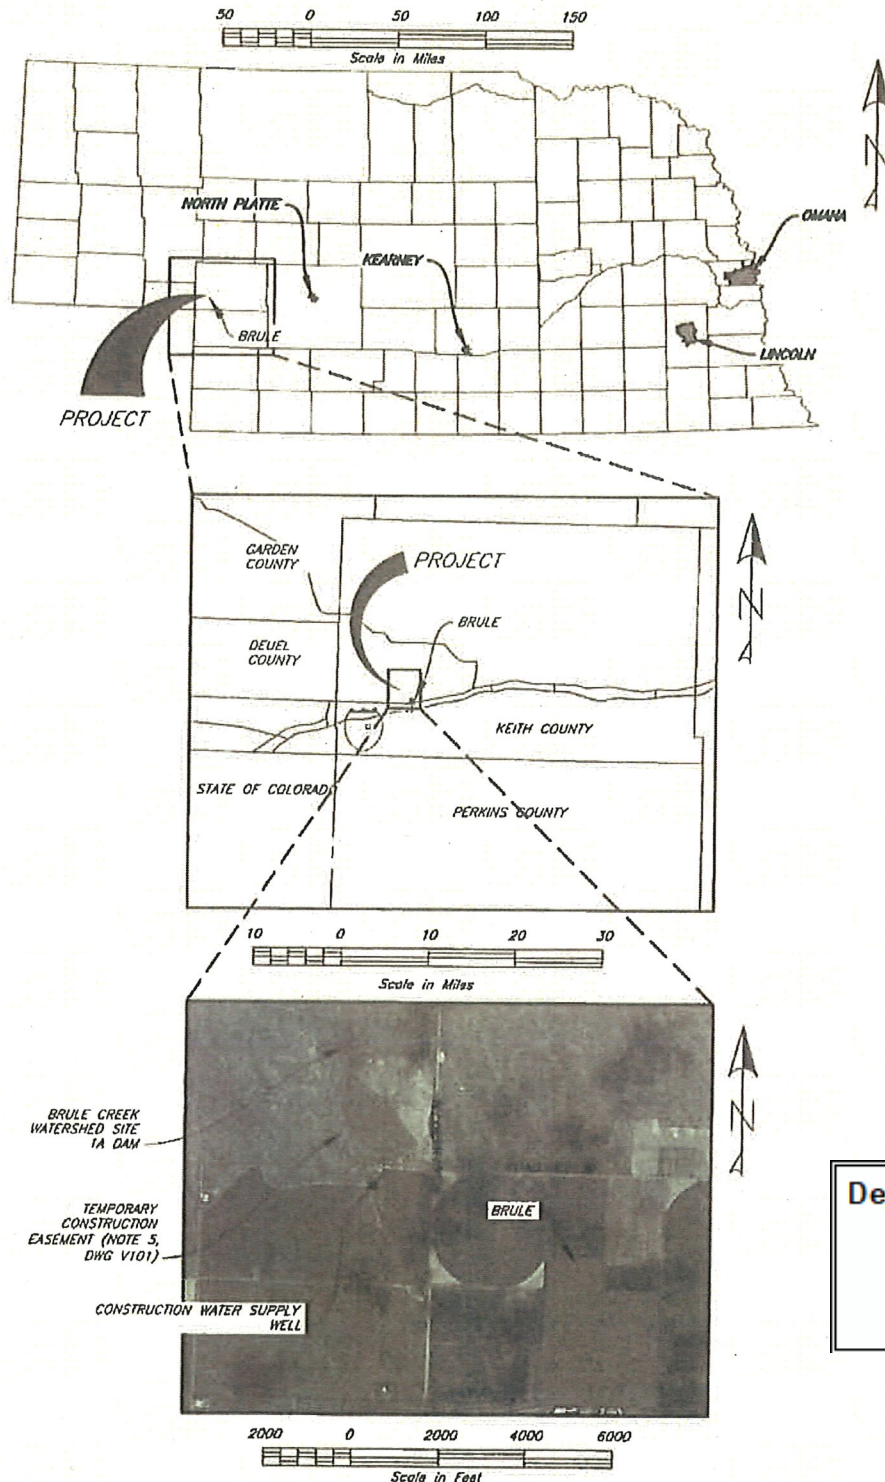 50 0 50 100 150
Scale in Miles
N
NORTH PLATTE
OMAHA
KEARNEY
BRULE
LINCOLN
PROJECT
GARDEN
COUNTY
PROJECT
N
BRULE
DEUEL
COUNTY
KEITH COUNTY
STATE OF COLORADO
PERKINS COUNTY
10 0 10 20 30
Scale in Miles
BRULE CREEK
WATERSHED SITE
1A DAM
N
TEMPORARY
CONSTRUCTION
EASEMENT (NOTE 5,
DWG V101)
BRULE
CONSTRUCTION WATER SUPPLY
WELL
De
2000 0 2000 4000 6000
Scale in Feet